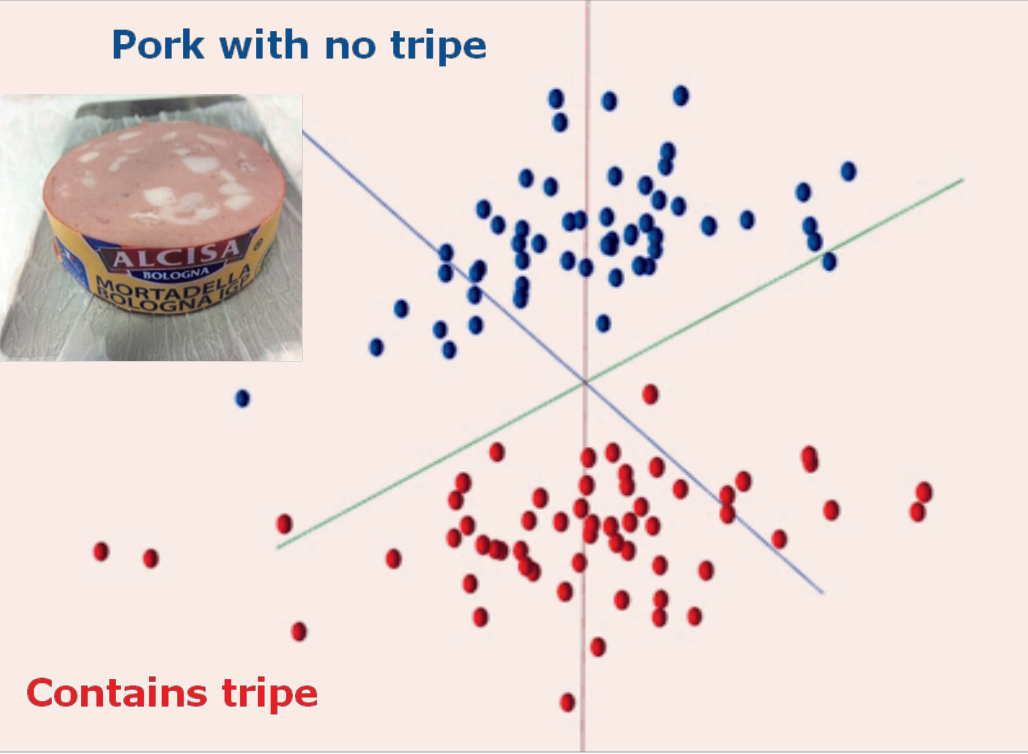 Pork with no tripe
ALCISA
BOLOGNA
MORTADELLA
BOLOGNA IGP
Contains tripe